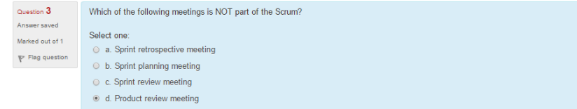 Question 3
Answer saved
Marked out of 1
Flag question
Which of the following meetings is NOT part of the Scrum?
Select one:
a. Sprint retrospective meeting
b. Sprint planning meeting
c. Sprint review meeting
d. Product review meeting